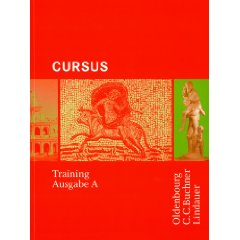 CURSUS
Training
Ausgabe A
Oldenbourg
C. C. Buchner
Lindauer